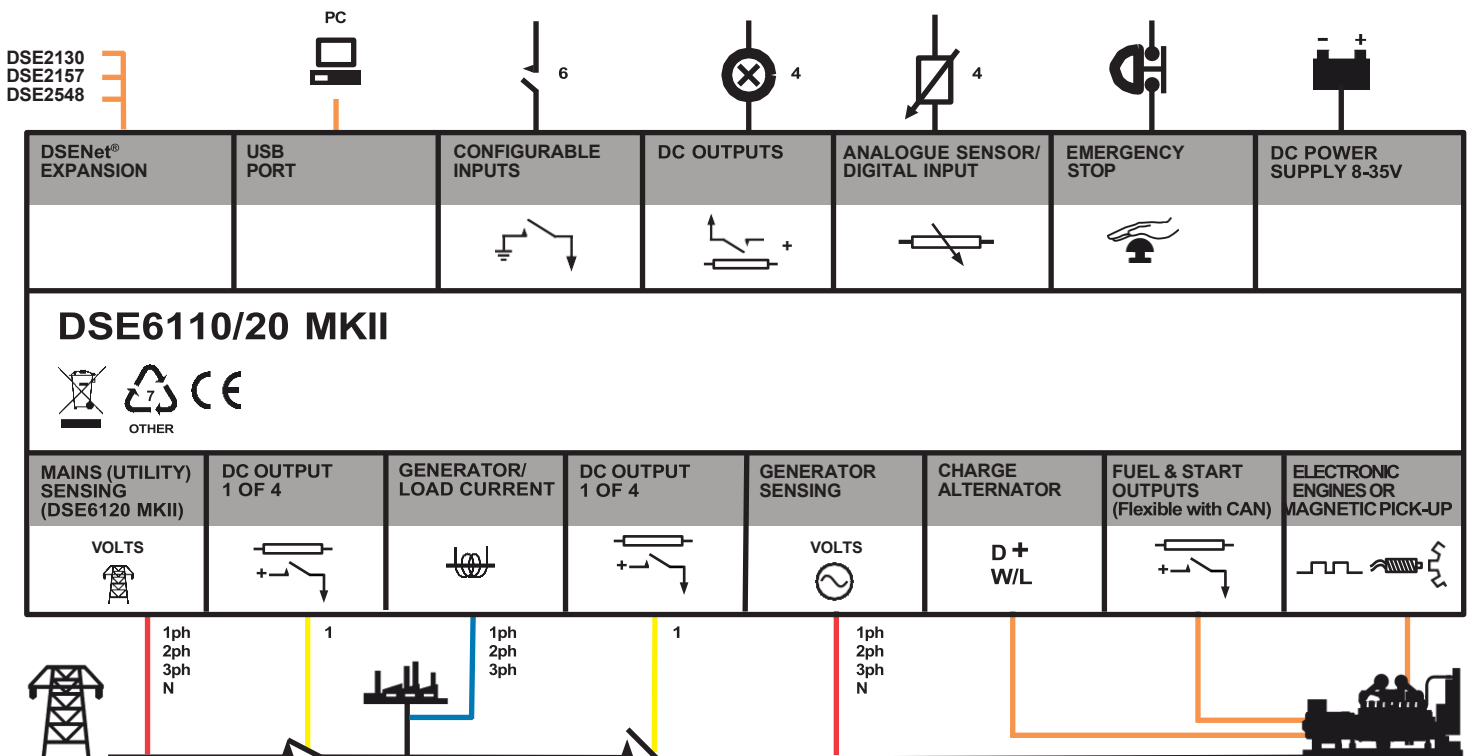 PC
DSE2130
DSE2157
DSE2548
6
4
4
- +
DSENet®
EXPANSION
USB
PORT
CONFIGURABLE
INPUTS
DC OUTPUTS
ANALOGUE SENSOR/
DIGITAL INPUT
EMERGENCY
STOP
DC POWER
SUPPLY 8-35V
+
DSE6110/20 MKII
7
OTHER
CE
MAINS (UTILITY)
SENSING
(DSE6120 MKII)
DC OUTPUT
1 OF 4
GENERATOR/
LOAD CURRENT
DC OUTPUT
1 OF 4
GENERATOR
SENSING
CHARGE
ALTERNATOR
FUEL & START
OUTPUTS
(Flexible with CAN)
ELECTRONIC
ENGINES OR
MAGNETIC PICK-UP
VOLTS
+
+
VOLTS
D+
W/L
+
1ph
2ph
3ph
N
1
1ph
2ph
3ph
1
1ph
2ph
3ph
N